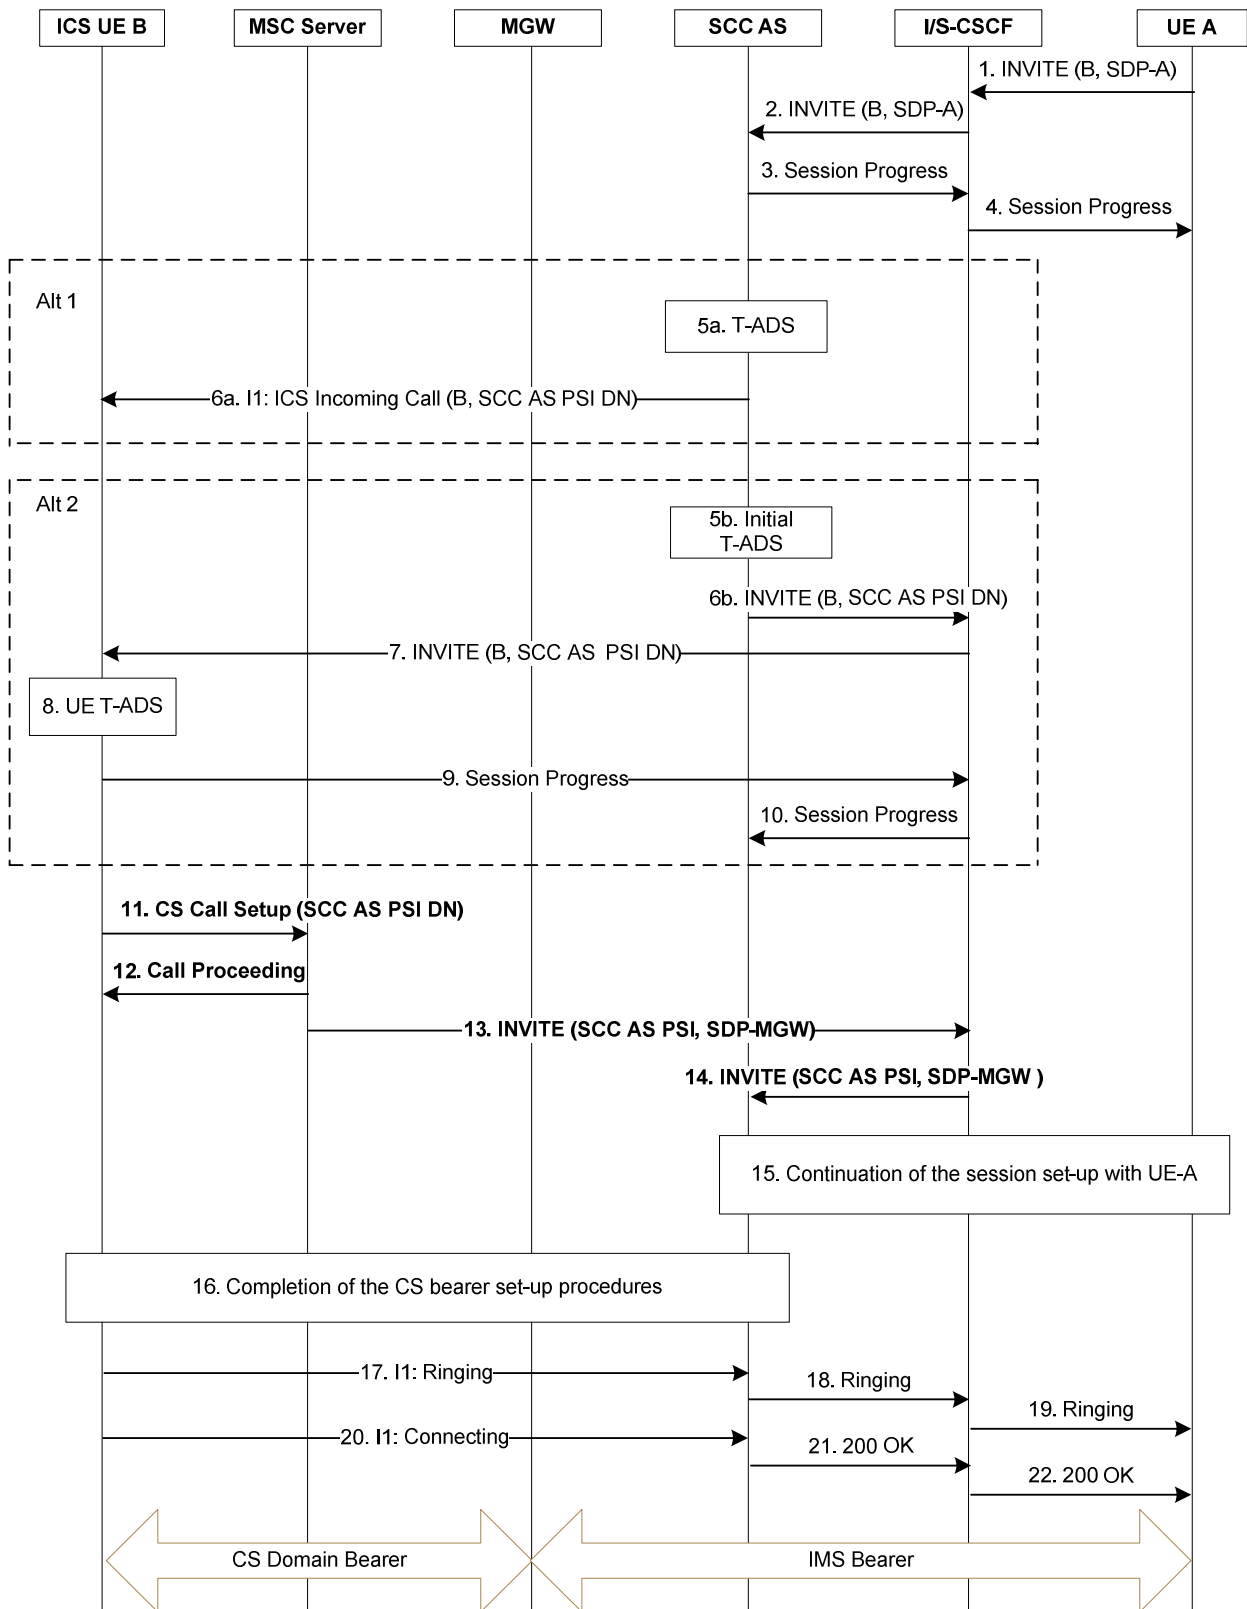 ICS UE B
MSC Server
MGW
SCC AS
I/S-CSCF
UE A
1. INVITE (B, SDP-A)
2. INVITE (B, SDP-A)
3. Session Progress
4. Session Progress
Alt 1
5a. T-ADS
6a. I1: ICS Incoming Call (B, SCC AS PSI DN)
Alt 2
5b. Initial
T-ADS
6b. INVITE (B, SCC AS PSI DN)
7. INVITE (B, SCC AS PSI DN)
8. UE T-ADS
9. Session Progress
10. Session Progress
11. CS Call Setup (SCC AS PSI DN)
12. Call Proceeding
13. INVITE (SCC AS PSI, SDP-MGW)
14. INVITE (SCC AS PSI, SDP-MGW )
15. Continuation of the session set-up with UE-A
16. Completion of the CS bearer set-up procedures
17. I1: Ringing
18. Ringing
19. Ringing
20. I1: Connecting
21. 200 OK
22. 200 OK
CS Domain Bearer
IMS Bearer